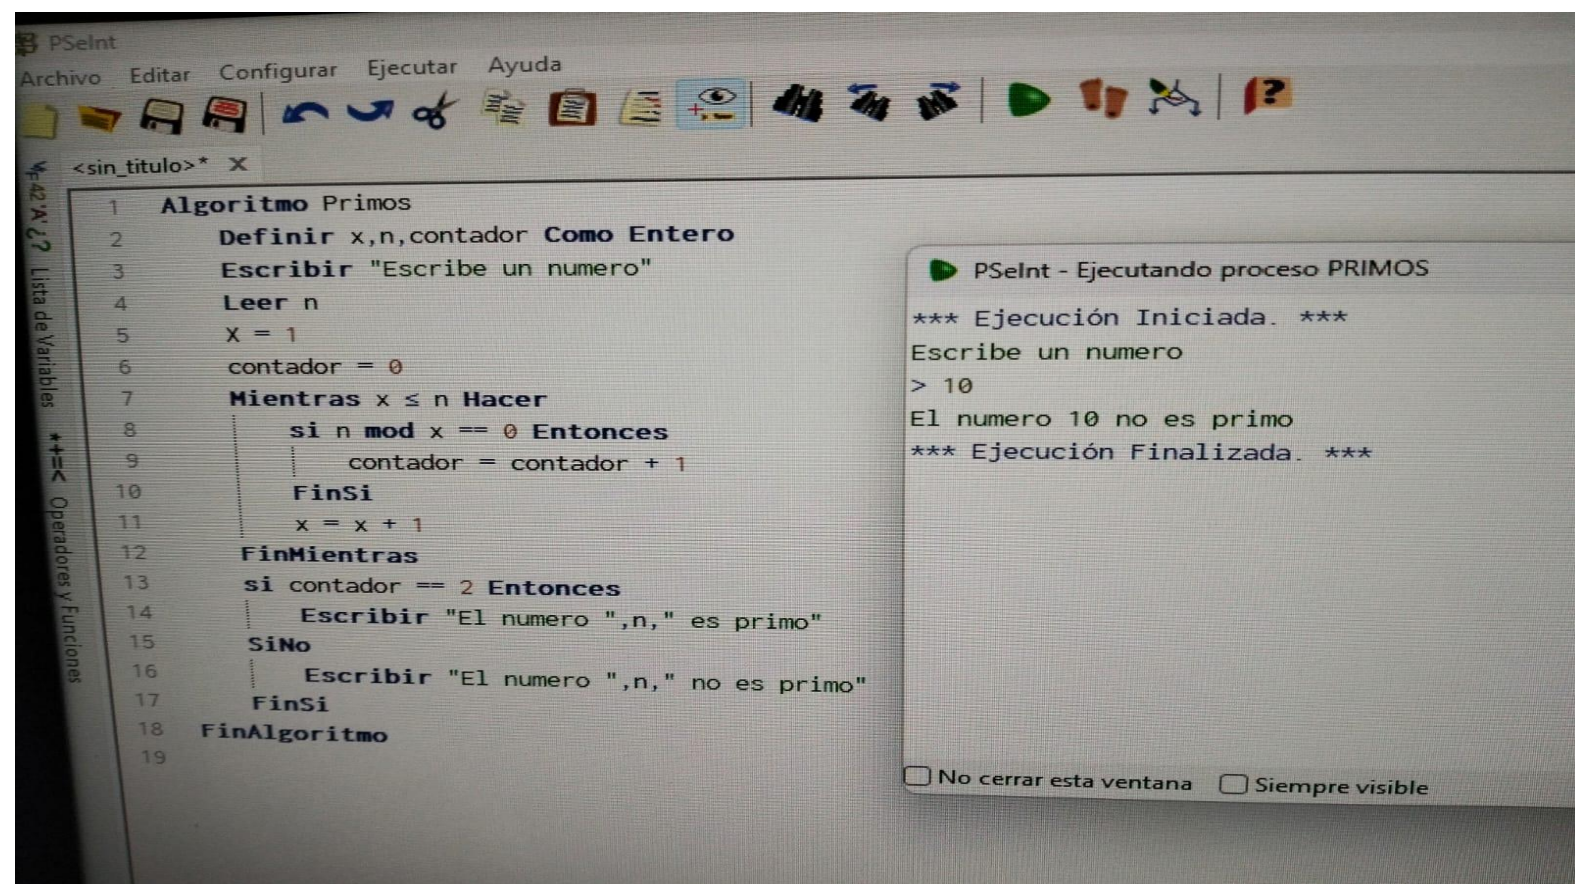 PSeInt
Archivo Editar Configurar Ejecutar Ayuda
<sin_titulo>* X
1 Algoritmo Primos
2 Definir x,n,contador Como Entero
3 Escribir "Escribe un numero"
4 Leer n
5 X = 1
6 contador = 0
7 Mientras x ≤ n Hacer
8 si n mod x == 0 Entonces
9 contador = contador + 1
10 FinSi
11 x = x + 1
12 FinMientras
13 si contador == 2 Entonces
14 Escribir "El numero ",n," es primo"
15 SiNo
16 Escribir "El numero ",n," no es primo"
17 FinSi
18 FinAlgoritmo
19
Lista de Variables
*+=< Operadores y Funciones
PSeInt - Ejecutando proceso PRIMOS
*** Ejecución Iniciada. ***
Escribe un numero
> 10
El numero 10 no es primo
*** Ejecución Finalizada. ***
No cerrar esta ventana Siempre visible